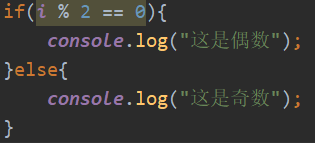 if(i % 2 == 0){
    console.log("这是偶数");
}else{
    console.log("这是奇数");
}